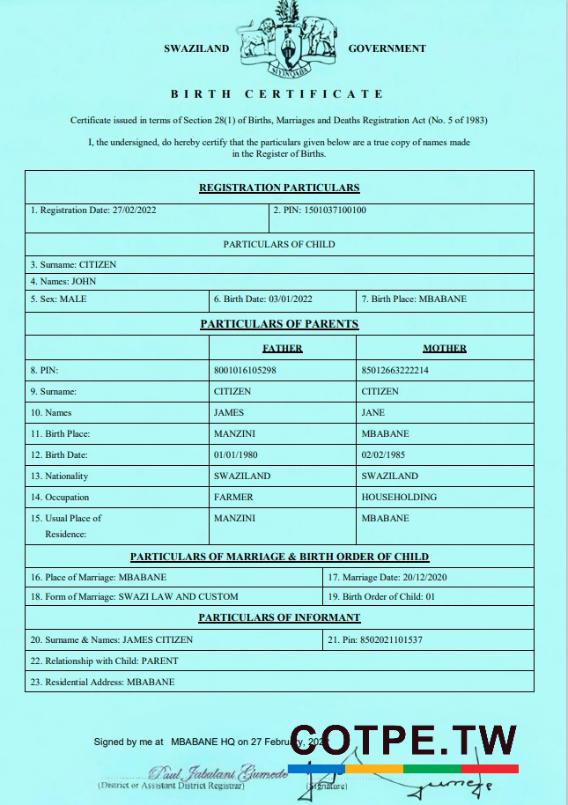 SWAZILAND GOVERNMENT
SIYINQABA
BIRTH CERTIFICATE
Certificate issued in terms of Section 28(1) of Births, Marriages and Deaths Registration Act (No. 5 of 1983)
I, the undersigned, do hereby certify that the particulars given below are a true copy of names made
in the Register of Births.
REGISTRATION PARTICULARS
1. Registration Date: 27/02/2022 2. PIN: 1501037100100
PARTICULARS OF CHILD
3. Surname: CITIZEN
4. Names: JOHN
5. Sex: MALE 6. Birth Date: 03/01/2022 7. Birth Place: MBABANE
PARTICULARS OF PARENTS
FATHER MOTHER
8. PIN: 8001016105298 85012663222214
9. Surname: CITIZEN CITIZEN
10. Names JAMES JANE
11. Birth Place: MANZINI MBABANE
12. Birth Date: 01/01/1980 02/02/1985
13. Nationality SWAZILAND SWAZILAND
14. Occupation FARMER HOUSEHOLDING
15. Usual Place of MANZINI MBABANE
Residence:
PARTICULARS OF MARRIAGE & BIRTH ORDER OF CHILD
16. Place of Marriage: MBABANE 17. Marriage Date: 20/12/2020
18. Form of Marriage: SWAZI LAW AND CUSTOM 19. Birth Order of Child: 01
PARTICULARS OF INFORMANT
20. Surname & Names: JAMES CITIZEN 21. Pin: 8502021101537
22. Relationship with Child: PARENT
23. Residential Address: MBABANE
COTPE.TW
Signed by me at MBABANE HQ on 27 February,
Paul Jabulani Gumede
(District or Assistant District Registrar) (Signature)